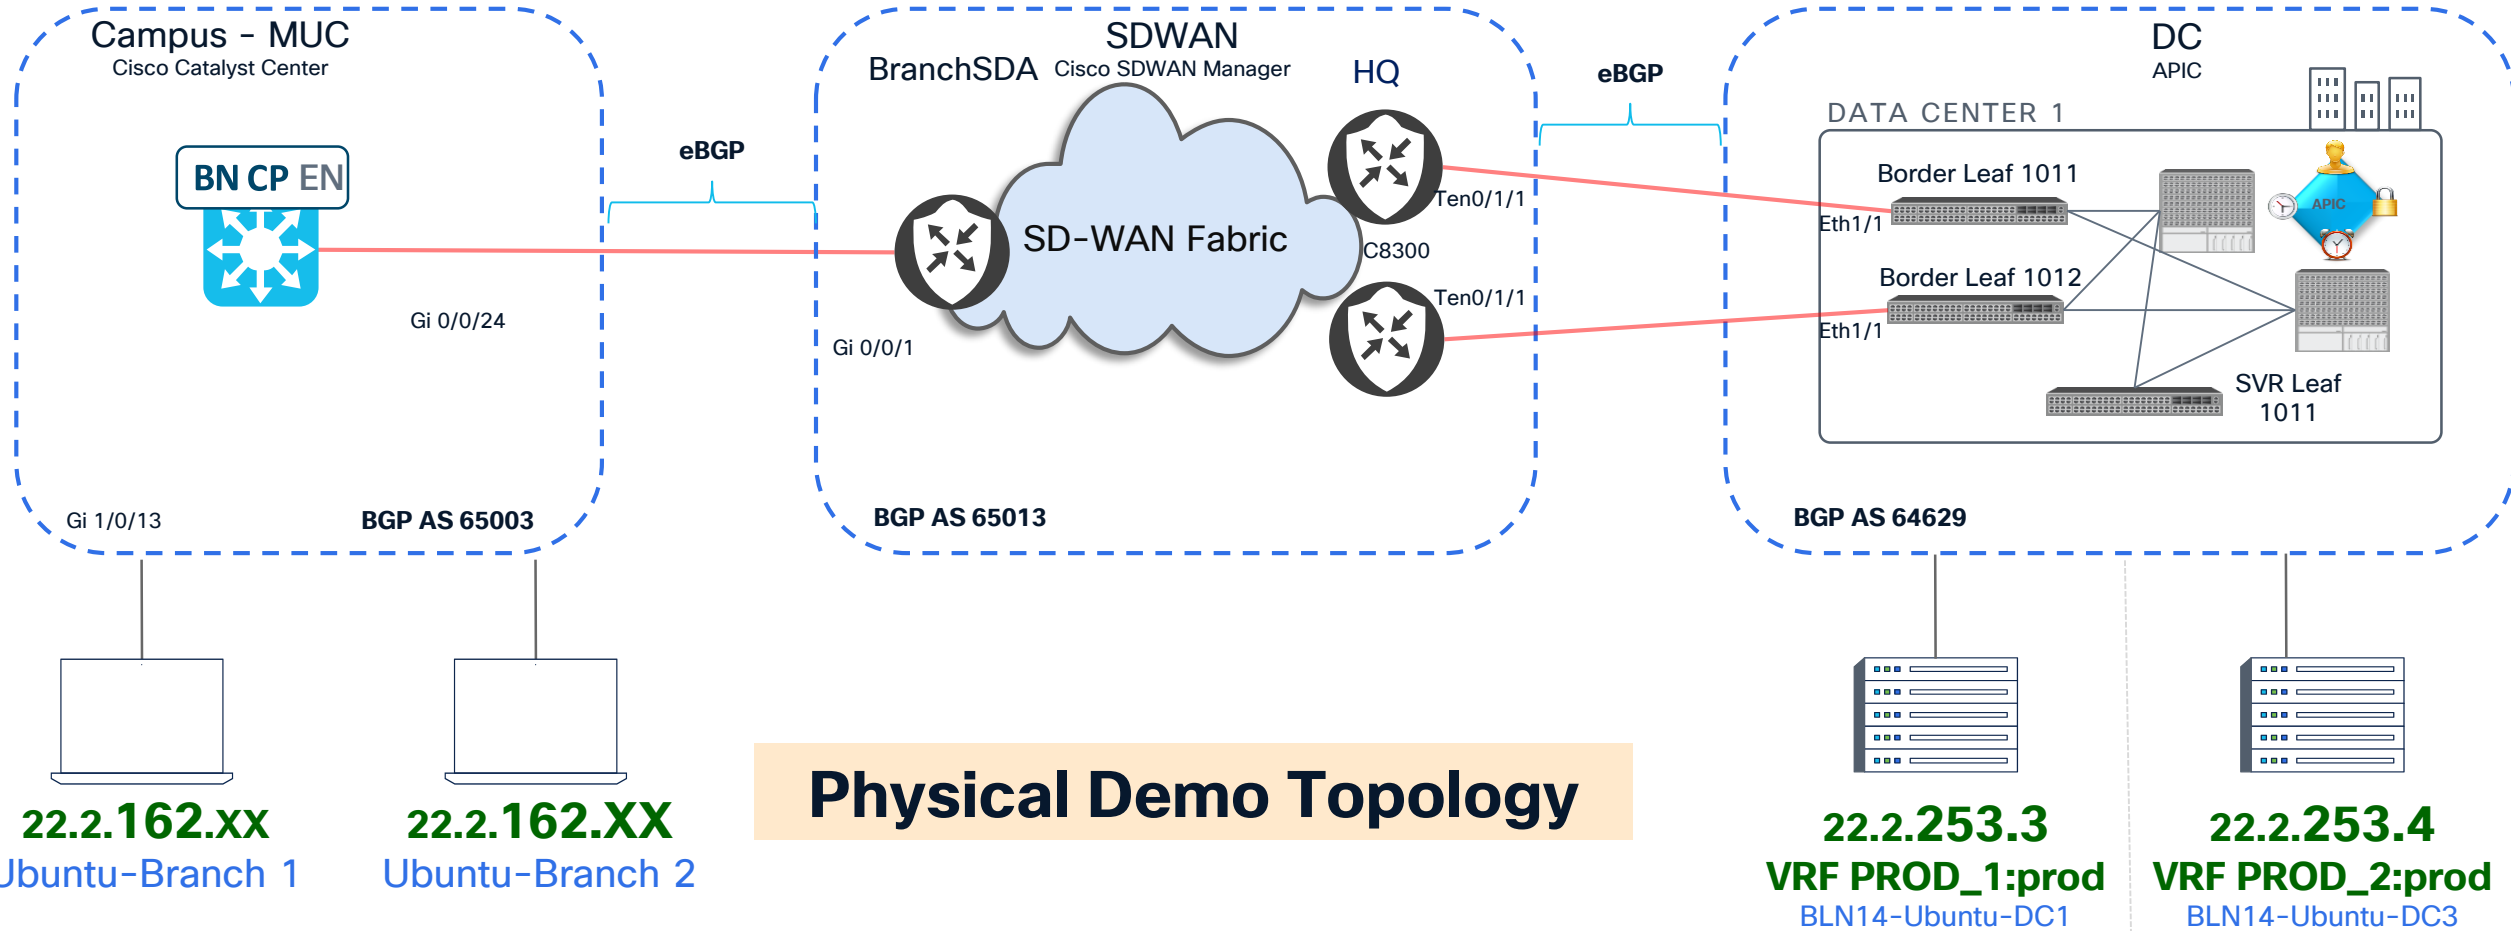 Campus - MUC
Cisco Catalyst Center
BN CP EN
Gi 0/0/24
Gi 1/0/13
BGP AS 65003
eBGP
SDWAN
BranchSDA
Cisco SDWAN Manager
HQ
SD-WAN Fabric
Ten0/1/1
C8300
Ten0/1/1
Gi 0/0/1
BGP AS 65013
eBGP
DC
APIC
DATA CENTER 1
Border Leaf 1011
Eth1/1
APIC
Border Leaf 1012
Eth1/1
SVR Leaf
1011
BGP AS 64629
22.2.162.XX
Ubuntu-Branch 1
22.2.162.XX
Ubuntu-Branch 2
Physical Demo Topology
22.2.253.3
VRF PROD_1:prod
BLN14-Ubuntu-DC1
22.2.253.4
VRF PROD_2:prod
BLN14-Ubuntu-DC3